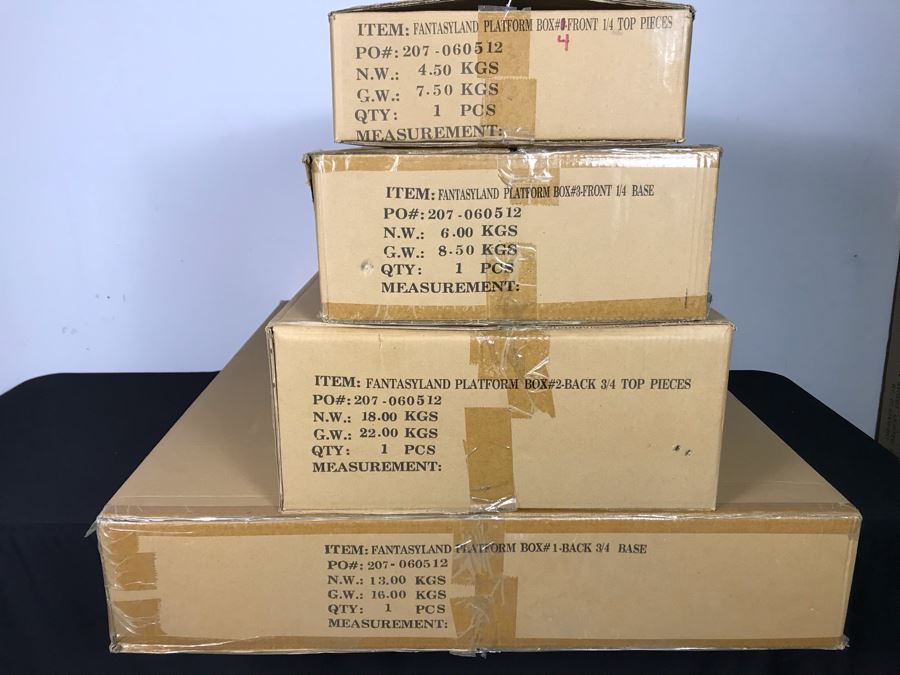 ITEM: FANTASYLAND PLATFORM BOX# FRONT 1/4 TOP PIECES
4
PO#: 207-060512
N.W.: 4.50 KGS
G.W.: 7.50 KGS
QTY: 1 PCS
MEASUREMENT:
ITEM: FANTASYLAND PLATFORM BOX#3-FRONT 1/4 BASE
PO#: 207-060512
N.W.: 6.00 KGS
G.W.: 8.50 KGS
QTY: 1 PCS
MEASUREMENT:
ITEM: FANTASYLAND PLATFORM BOX#2-BACK 3/4 TOP PIECES
PO#: 207-060512
N.W.: 18.00 KGS
G.W.: 22.00 KGS
QTY: 1 PCS
MEASUREMENT:
ITEM: FANTASYLAND PLATFORM BOX# 1-BACK 3/4 BASE
PO#: 207-060512
N.W.: 13.00 KGS
G.W.: 16.00 KGS
QTY: 1 PCS
MEASUREMENT: